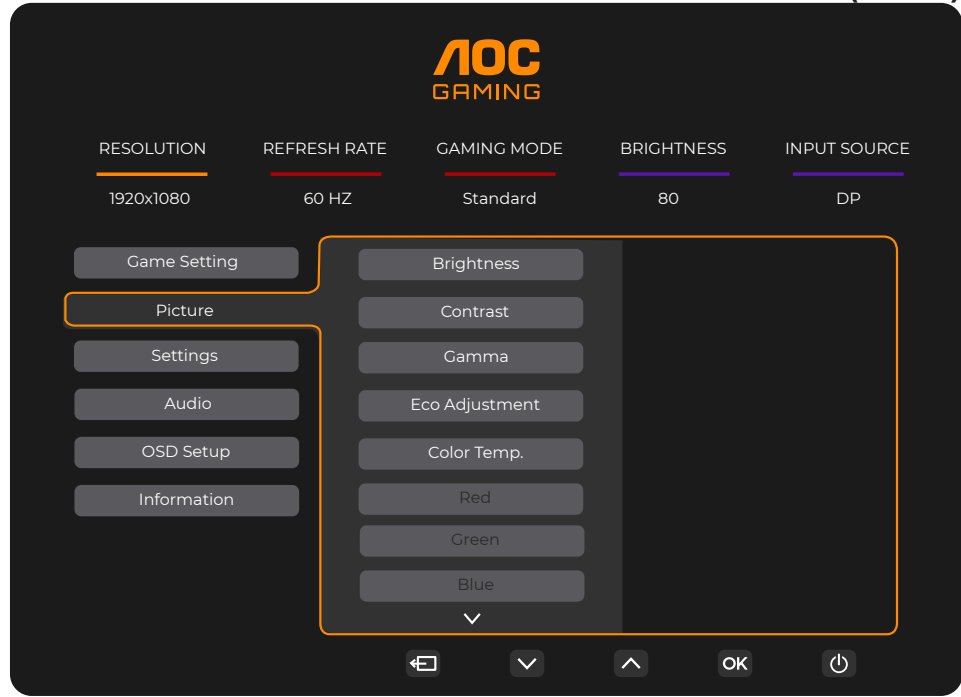 AOC
GAMING
RESOLUTION REFRESH RATE GAMING MODE BRIGHTNESS INPUT SOURCE
1920x1080 60 HZ Standard 80 DP
Game Setting
Picture
Settings
Audio
OSD Setup
Information
Brightness
Contrast
Gamma
Eco Adjustment
Color Temp.
Red
Green
Blue
OK